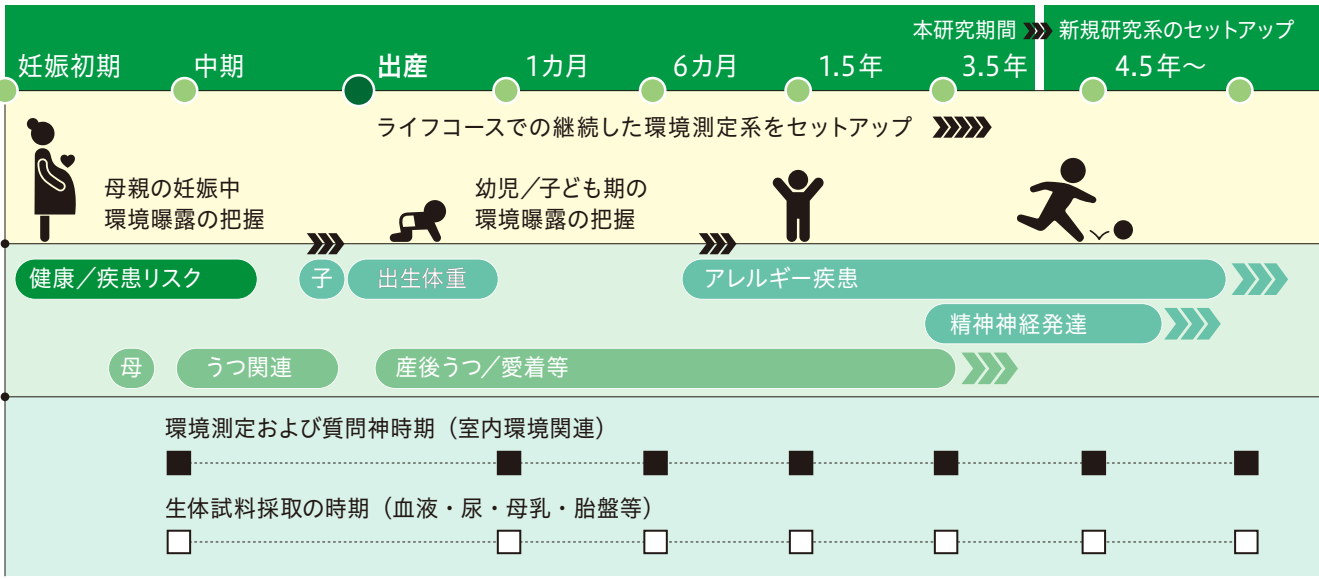 本研究期間 新規研究系のセットアップ
妊娠初期 中期 出産 1カ月 6カ月 1.5年 3.5年 4.5年〜
ライフコースでの継続した環境測定系をセットアップ
母親の妊娠中
環境曝露の把握
幼児／子ども期の
環境曝露の把握
健康／疾患リスク 子 出生体重 アレルギー疾患
精神神経発達
母 うつ関連 産後うつ／愛着等
環境測定および質問神時期（室内環境関連）
生体試料採取の時期（血液・尿・母乳・胎盤等）